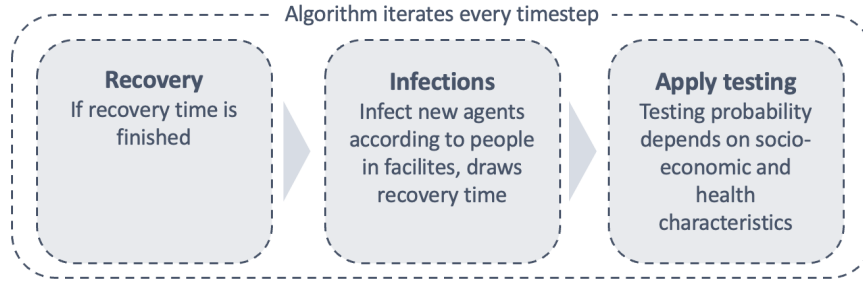 Algorithm iterates every timestep
Recovery
If recovery time is
finished
Infections
Infect new agents
according to people
in facilites, draws
recovery time
Apply testing
Testing probability
depends on socio-
economic and
health
characteristics